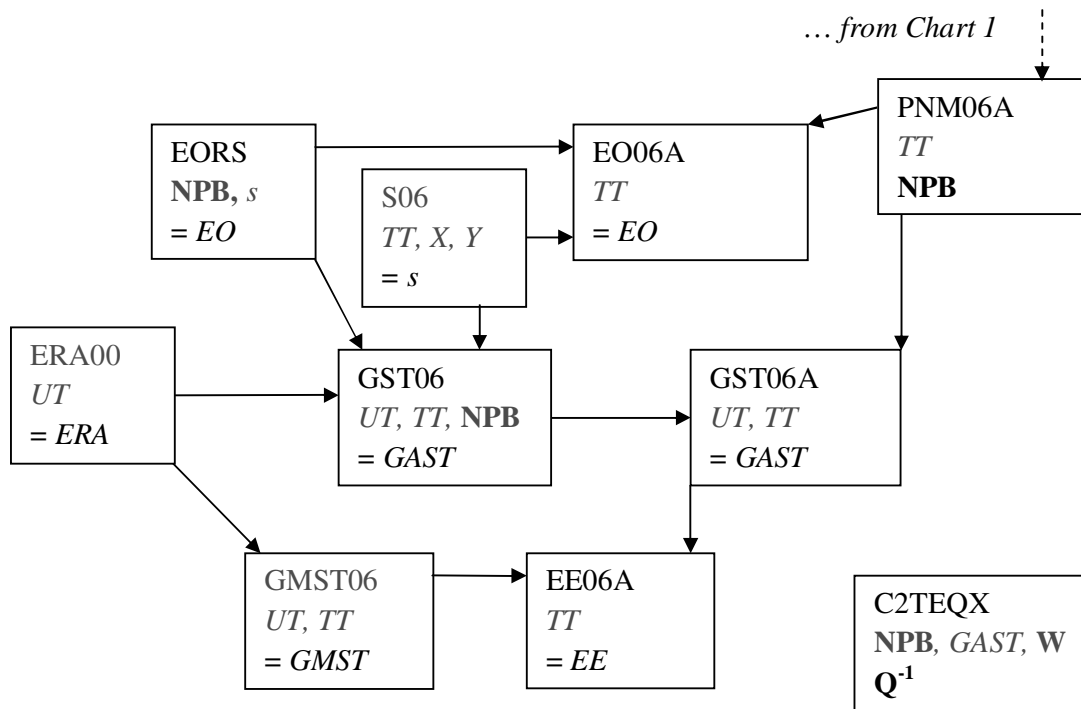 … from Chart 1
PNM06A
TT
NPB
EORS
NPB, s
= EO
EO06A
TT
= EO
S06
TT, X, Y
= s
ERA00
UT
= ERA
GST06
UT, TT, NPB
= GAST
GST06A
UT, TT
= GAST
GMST06
UT, TT
= GMST
EE06A
TT
= EE
C2TEQX
NPB, GAST, W
Q⁻¹